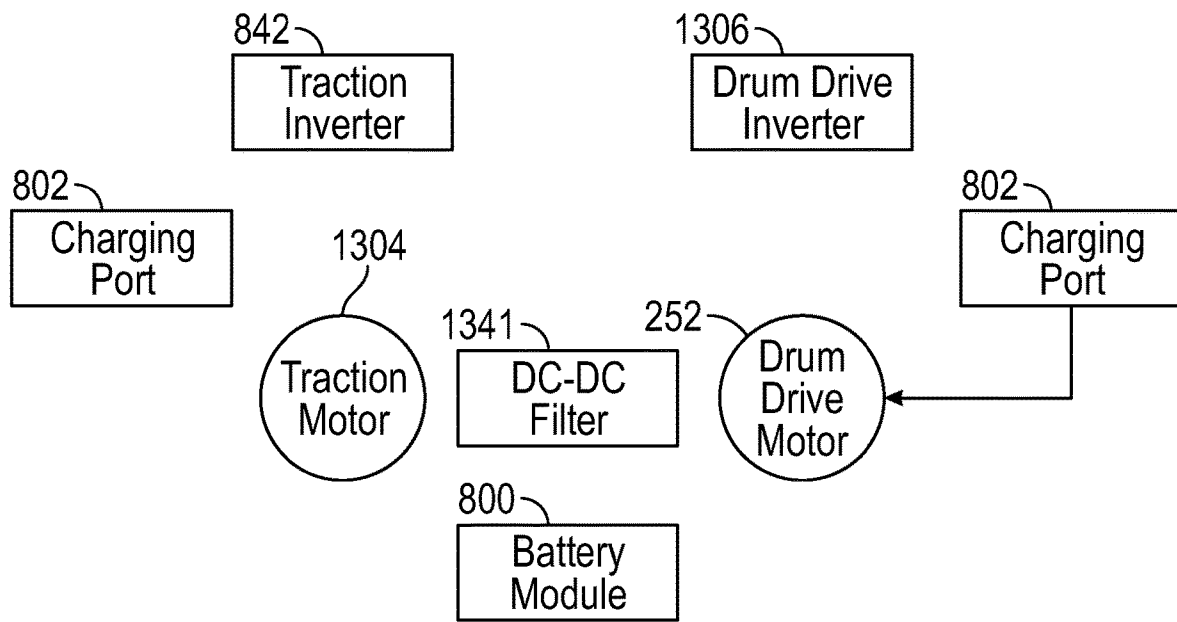 842
Traction
Inverter
1306
Drum Drive
Inverter
802
Charging
Port
802
Charging
Port
1304
Traction
Motor
1341
DC-DC
Filter
252
Drum
Drive
Motor
800
Battery
Module